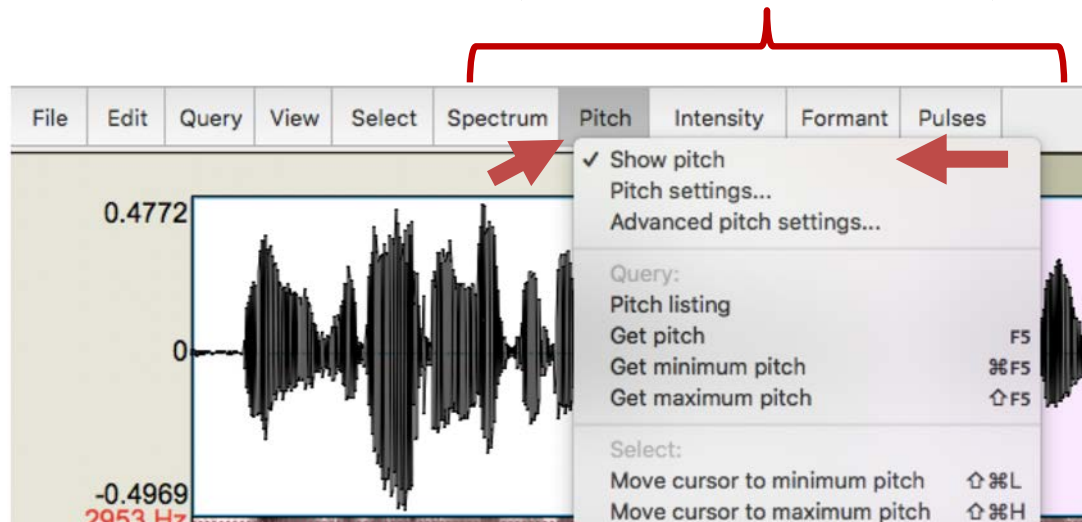 File Edit Query View Select Spectrum Pitch Intensity Formant Pulses
✓ Show pitch
Pitch settings...
Advanced pitch settings...
0.4772
Query:
Pitch listing
Get pitch F5
0
Get minimum pitch ⌘F5
Get maximum pitch ⇧F5
Select:
Move cursor to minimum pitch ⇧⌘L
-0.4969
Move cursor to maximum pitch ⇧⌘H
2953 Hz